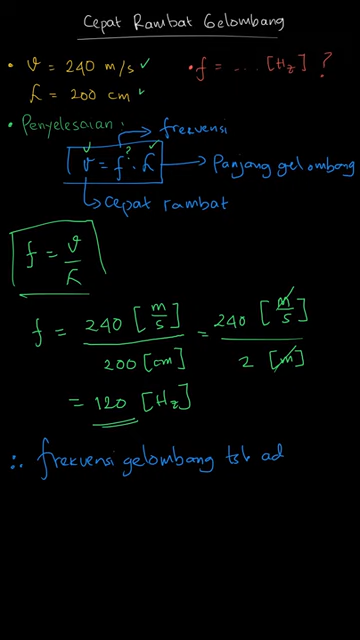 Cepat Rambat Gelombang
• v = 240 m/s ✓
• f = .... [Hz] ?
λ = 200 cm ✓
• Penyelesaian :
frekuensi
v = f . λ
Panjang gelombang
Cepat rambat
f = v/λ
f = 240 [m/s] / 200 [cm] = 240 [m/s] / 2 [m]
= 120 [Hz]
∴ frekuensi gelombang tsb ad